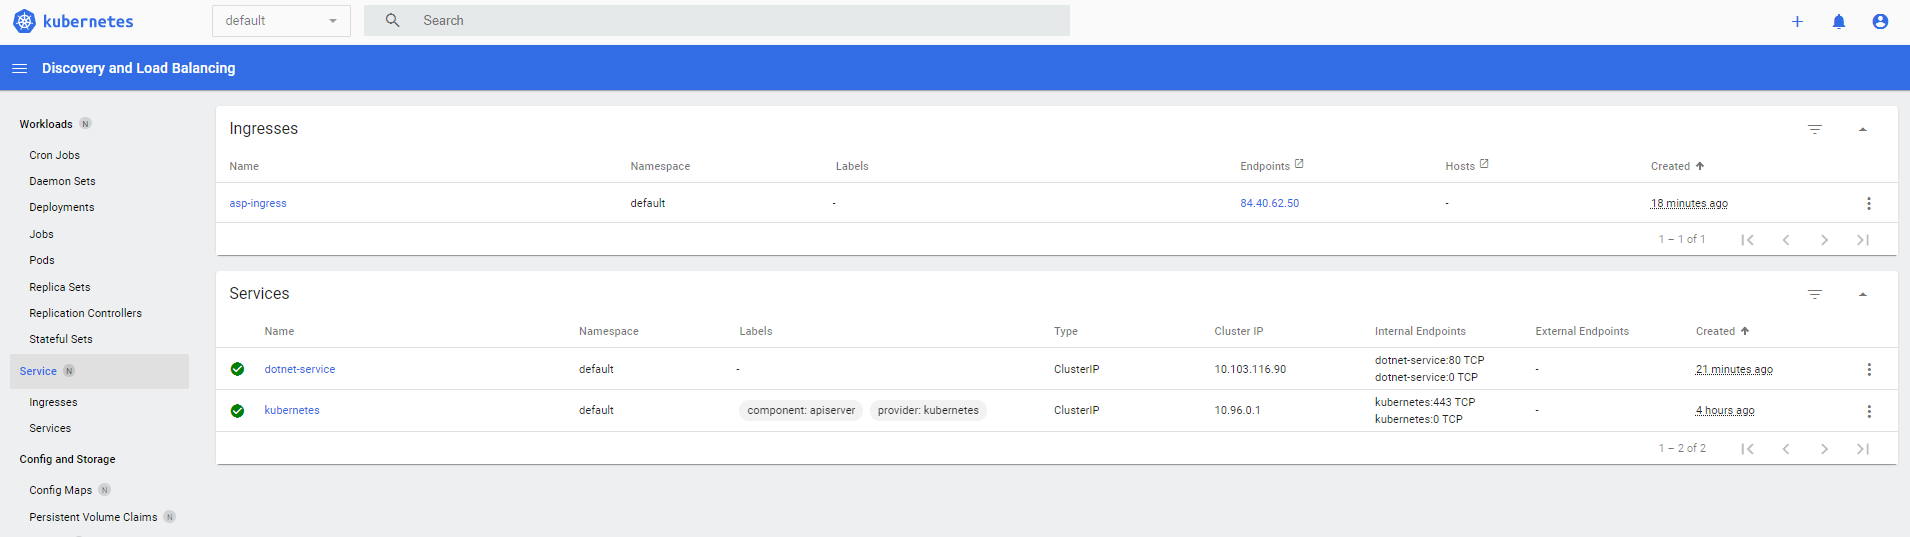 kubernetes
default
Search
Discovery and Load Balancing
Workloads N
Cron Jobs
Daemon Sets
Deployments
Jobs
Pods
Replica Sets
Replication Controllers
Stateful Sets
Service N
Ingresses
Services
Config and Storage
Config Maps N
Persistent Volume Claims N
Ingresses
Name Namespace Labels Endpoints Hosts Created
asp-ingress default - 84.40.62.50 - 18 minutes ago
1 – 1 of 1
Services
Name Namespace Labels Type Cluster IP Internal Endpoints External Endpoints Created
dotnet-service default - ClusterIP 10.103.116.90 dotnet-service:80 TCP - 21 minutes ago
dotnet-service:0 TCP
kubernetes default component: apiserver provider: kubernetes ClusterIP 10.96.0.1 kubernetes:443 TCP - 4 hours ago
kubernetes:0 TCP
1 – 2 of 2